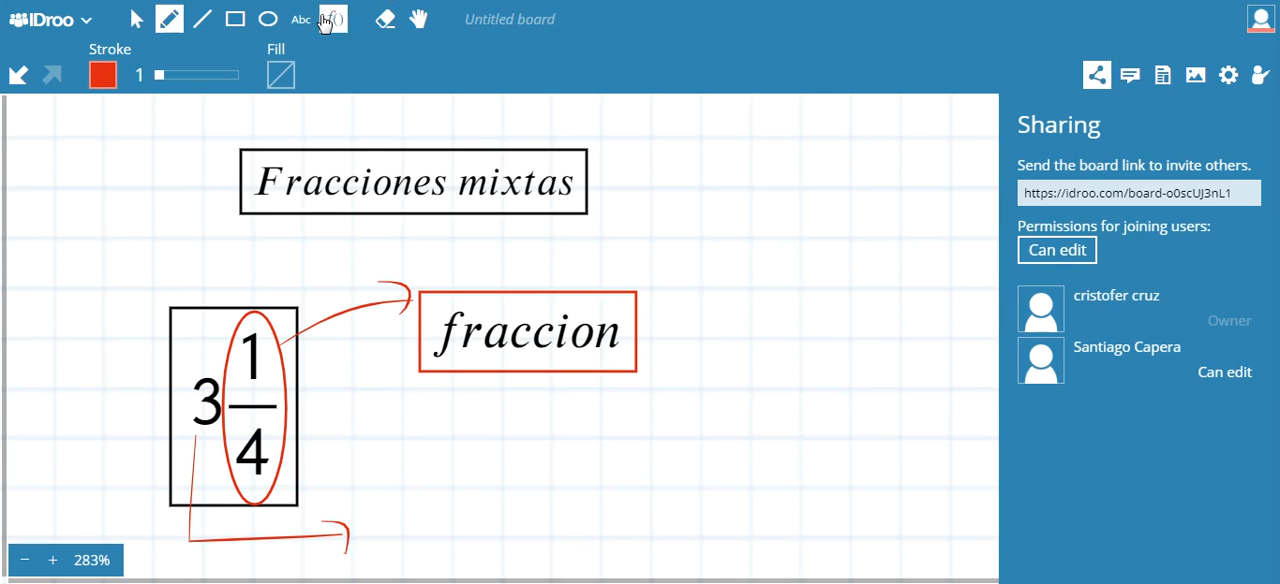 IDroo
Abc
f()
Untitled board
Stroke
Fill
1
Sharing
Send the board link to invite others.
https://idroo.com/board-o0scUJ3nL1
Permissions for joining users:
Can edit
cristofer cruz
Owner
Santiago Capera
Can edit
Fracciones mixtas
fraccion
3 1/4
− + 283%